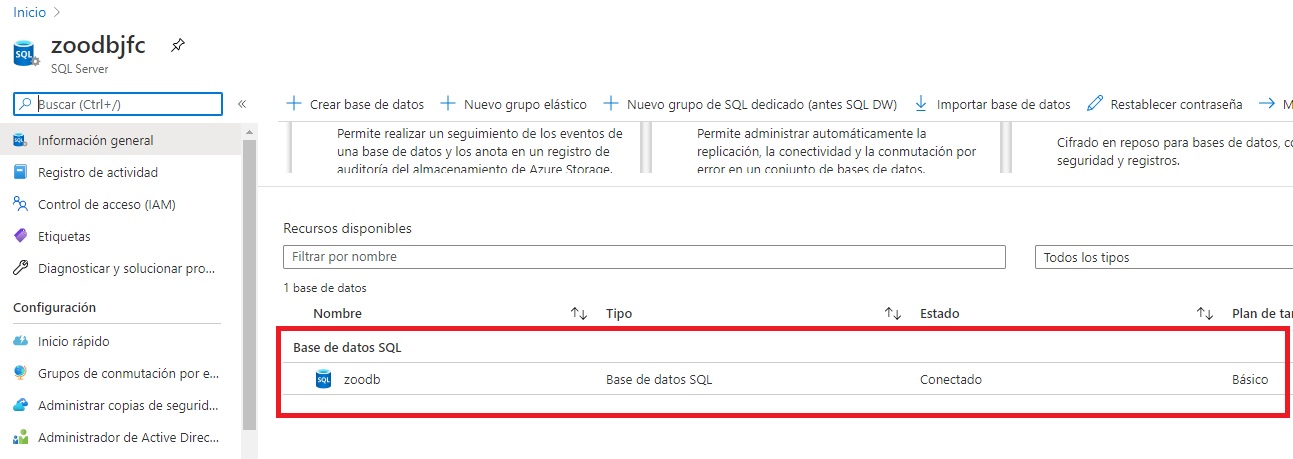 Inicio
zoodbjfc
SQL Server
Buscar (Ctrl+/)
Información general
Registro de actividad
Control de acceso (IAM)
Etiquetas
Diagnosticar y solucionar pro...
Configuración
Inicio rápido
Grupos de conmutación por e...
Administrar copias de segurid...
Administrador de Active Direc...
Crear base de datos
Nuevo grupo elástico
Nuevo grupo de SQL dedicado (antes SQL DW)
Importar base de datos
Restablecer contraseña
M
Permite realizar un seguimiento de los eventos de
una base de datos y los anota en un registro de
auditoría del almacenamiento de Azure Storage.
Permite administrar automáticamente la
replicación, la conectividad y la conmutación por
error en un conjunto de bases de datos.
Cifrado en reposo para bases de datos, co
seguridad y registros.
Recursos disponibles
Filtrar por nombre
Todos los tipos
1 base de datos
Nombre
Tipo
Estado
Plan de tar
Base de datos SQL
SQL
zoodb
Base de datos SQL
Conectado
Básico